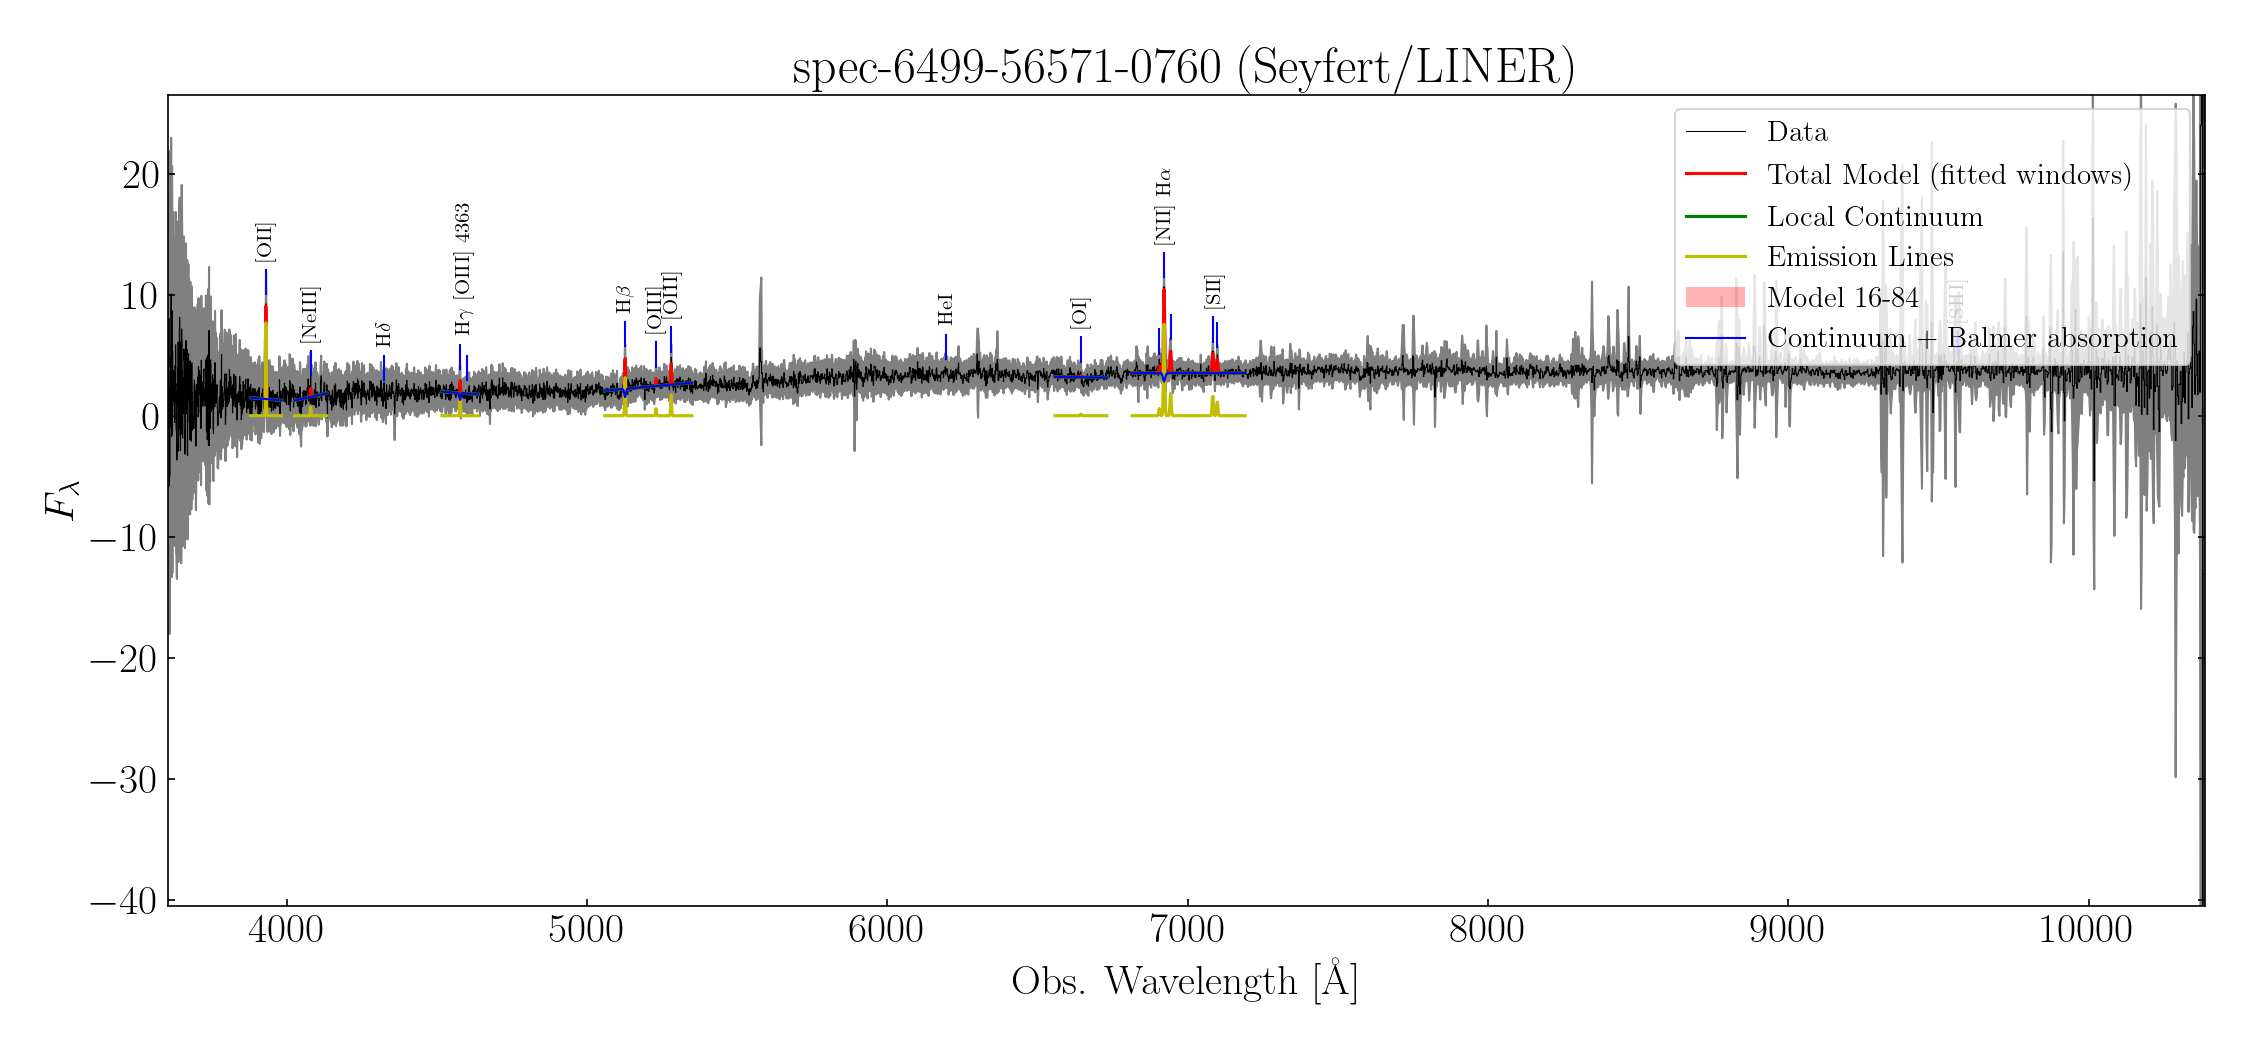 spec-6499-56571-0760 (Seyfert/LINER)
Data
Total Model (fitted windows)
Local Continuum
Emission Lines
Model 16-84
Continuum + Balmer absorption
[OII]
[NeIII]
Hδ
Hγ [OIII] 4363
Hβ
[OIII]
[OIII]
HeI
[OI]
[NII] Hα
[SII]
[SIII]
20
10
0
−10
−20
−30
−40
Fλ
4000 5000 6000 7000 8000 9000 10000
Obs. Wavelength [Å]